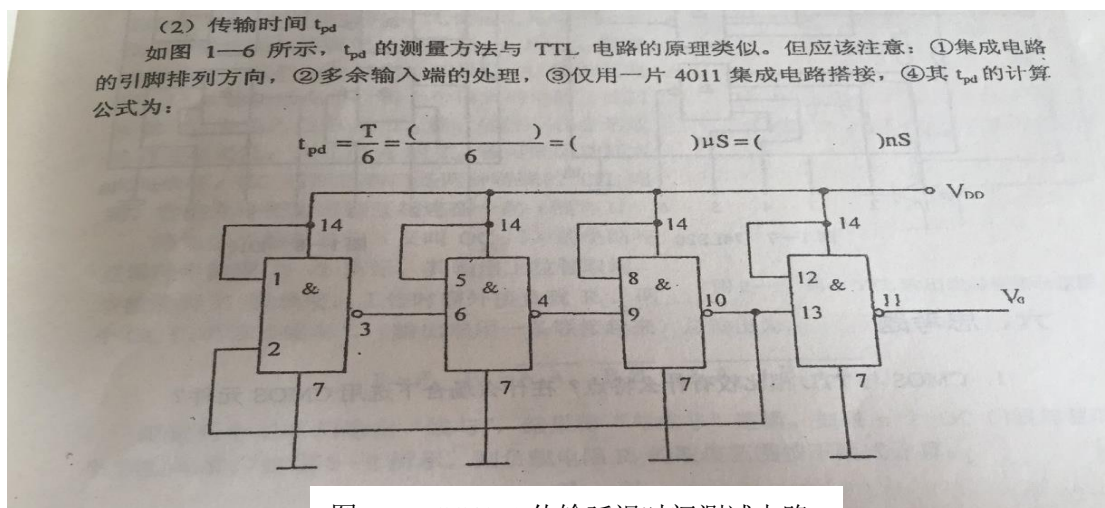 （2）传输时间 tpd
如图 1—6 所示，tpd 的测量方法与 TTL 电路的原理类似。但应该注意：①集成电路
的引脚排列方向，②多余输入端的处理，③仅用一片 4011 集成电路搭接，④其 tpd 的计算
公式为：
tpd = T/6 = ( )/6 = ( )μS = ( )nS
VDD
14 14 14 14
1 & 5 & 8 & 12 &
2 3 6 4 9 10 13 11 Vo
7 7 7 7